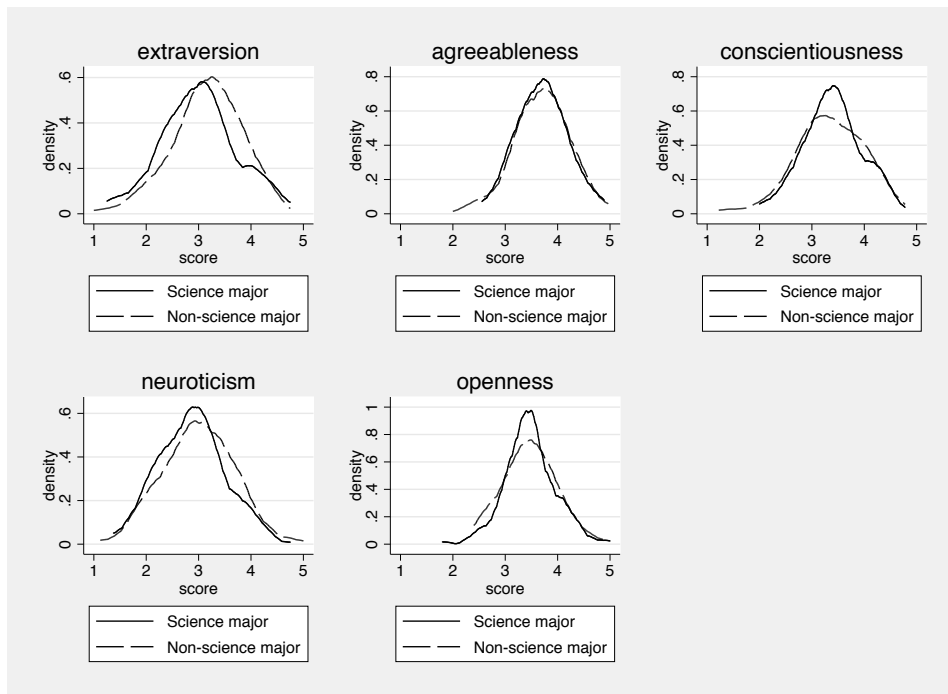 extraversion
.6
.4
.2
0
density
1 2 3 4 5
score
Science major
Non-science major
agreeableness
.8
.6
.4
.2
0
density
1 2 3 4 5
score
Science major
Non-science major
conscientiousness
.8
.6
.4
.2
0
density
1 2 3 4 5
score
Science major
Non-science major
neuroticism
.6
.4
.2
0
density
1 2 3 4 5
score
Science major
Non-science major
openness
1
.8
.6
.4
.2
0
density
1 2 3 4 5
score
Science major
Non-science major